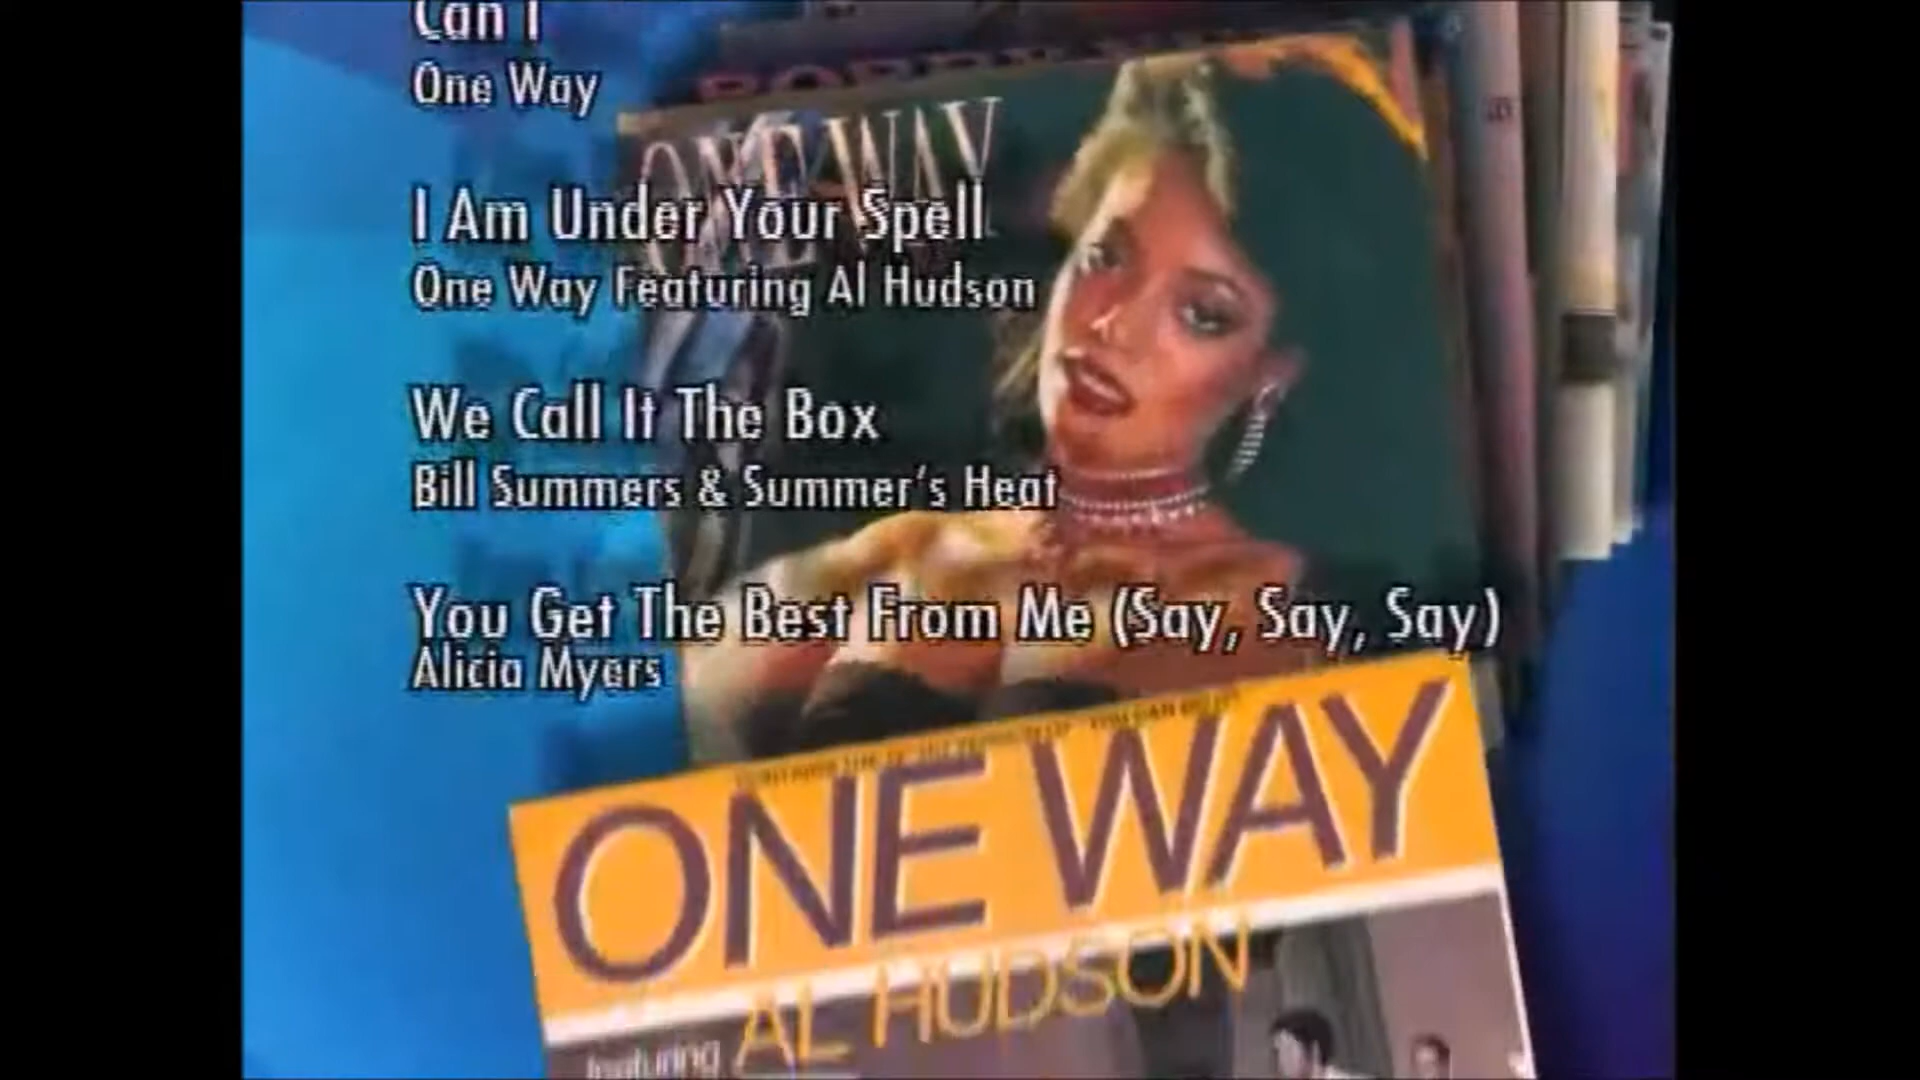 Can I
One Way
I Am Under Your Spell
One Way Featuring Al Hudson
We Call It The Box
Bill Summers & Summer's Heat
You Get The Best From Me (Say, Say, Say)
Alicia Myers
ONE WAY
ONE WAY
featuring AL HUDSON